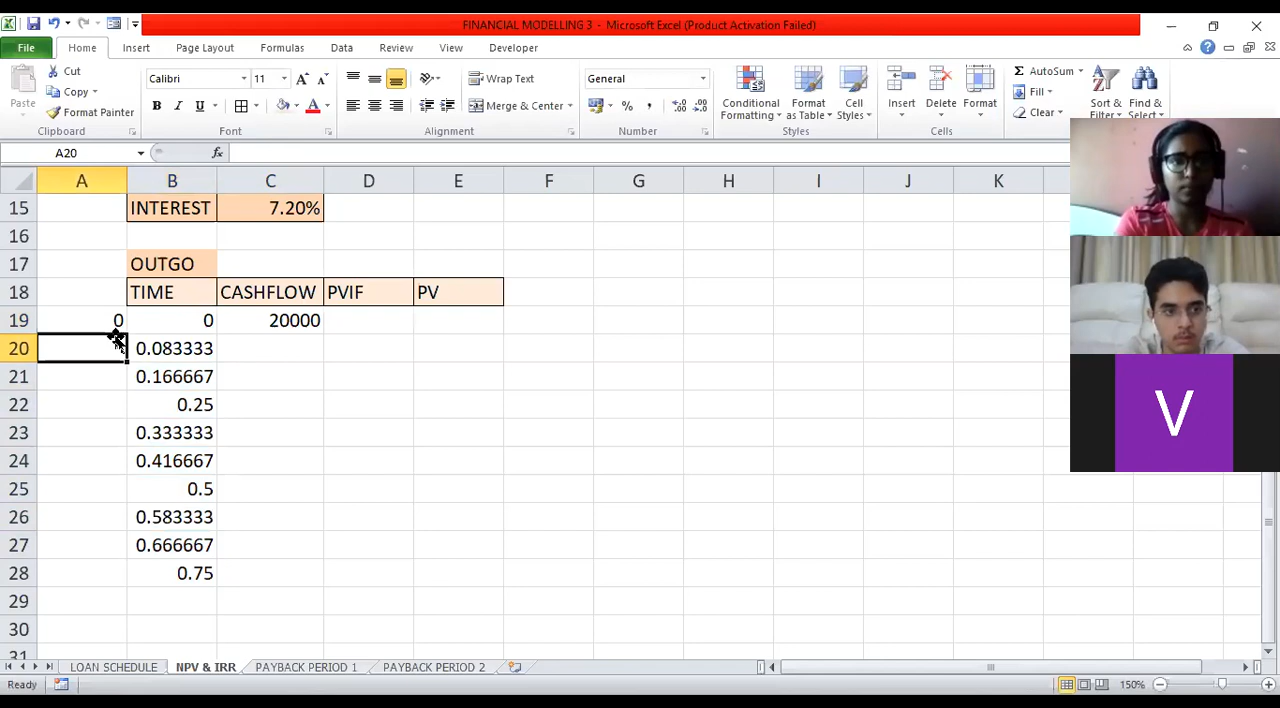 FINANCIAL MODELLING 3 - Microsoft Excel (Product Activation Failed)
File Home Insert Page Layout Formulas Data Review View Developer
Paste Cut Copy Format Painter Clipboard
Calibri 11 B I U A A A Font
Wrap Text Merge & Center Alignment
General % , Number
Conditional Formatting Format as Table Cell Styles Styles
Insert Delete Format Cells
Σ AutoSum Fill Clear Sort & Filter Find & Select
A20 fx
A B C D E F G H I J K
15 INTEREST 7.20%
16
17 OUTGO
18 TIME CASHFLOW PVIF PV
19 0 0 20000
20 0.083333
21 0.166667
22 0.25
23 0.333333
24 0.416667
25 0.5
26 0.583333
27 0.666667
28 0.75
29
30
31
V
LOAN SCHEDULE NPV & IRR PAYBACK PERIOD 1 PAYBACK PERIOD 2
Ready 150%